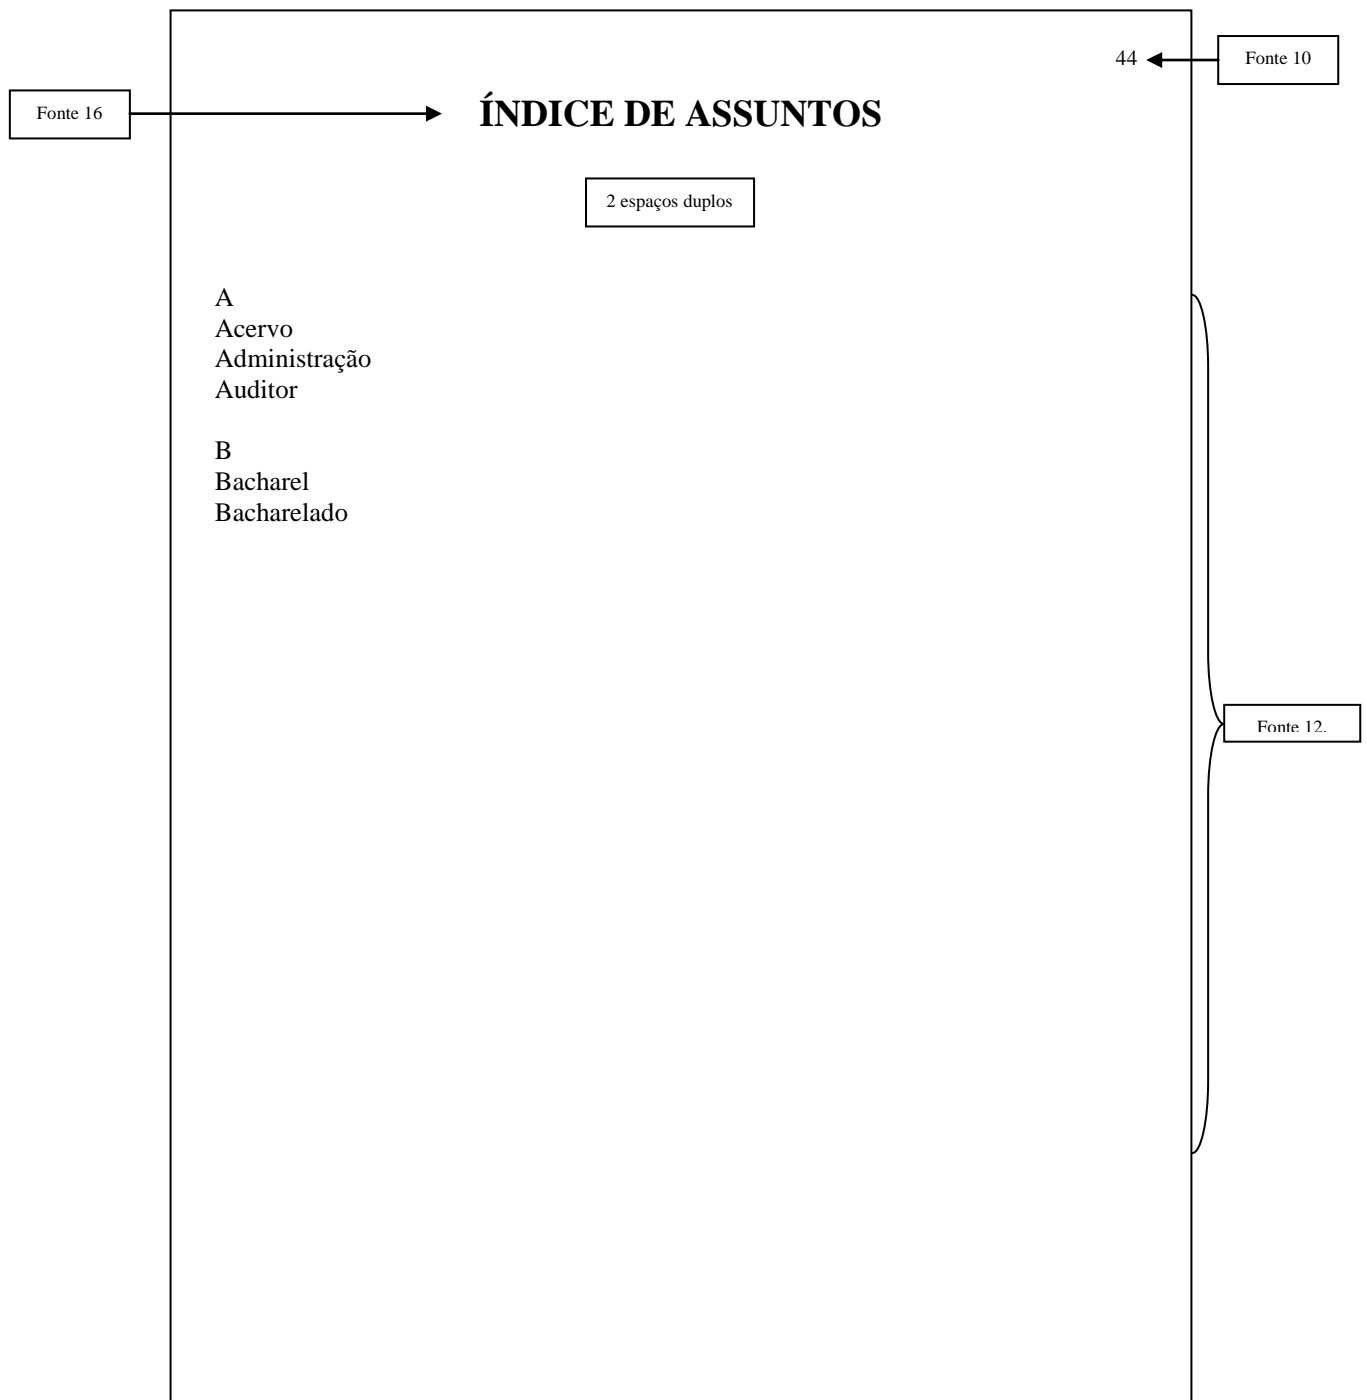 44
Fonte 10
Fonte 16
ÍNDICE DE ASSUNTOS
2 espaços duplos
A
Acervo
Administração
Auditor
B
Bacharel
Bacharelado
Fonte 12.